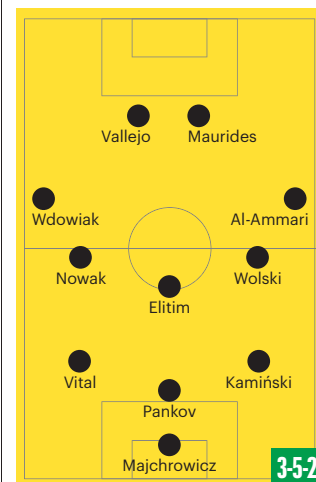 Vallejo Maurides
Wdowiak Al-Ammari
Nowak Wolski
Elitim
Vital Kamiński
Pankov
Majchrowicz
3-5-2